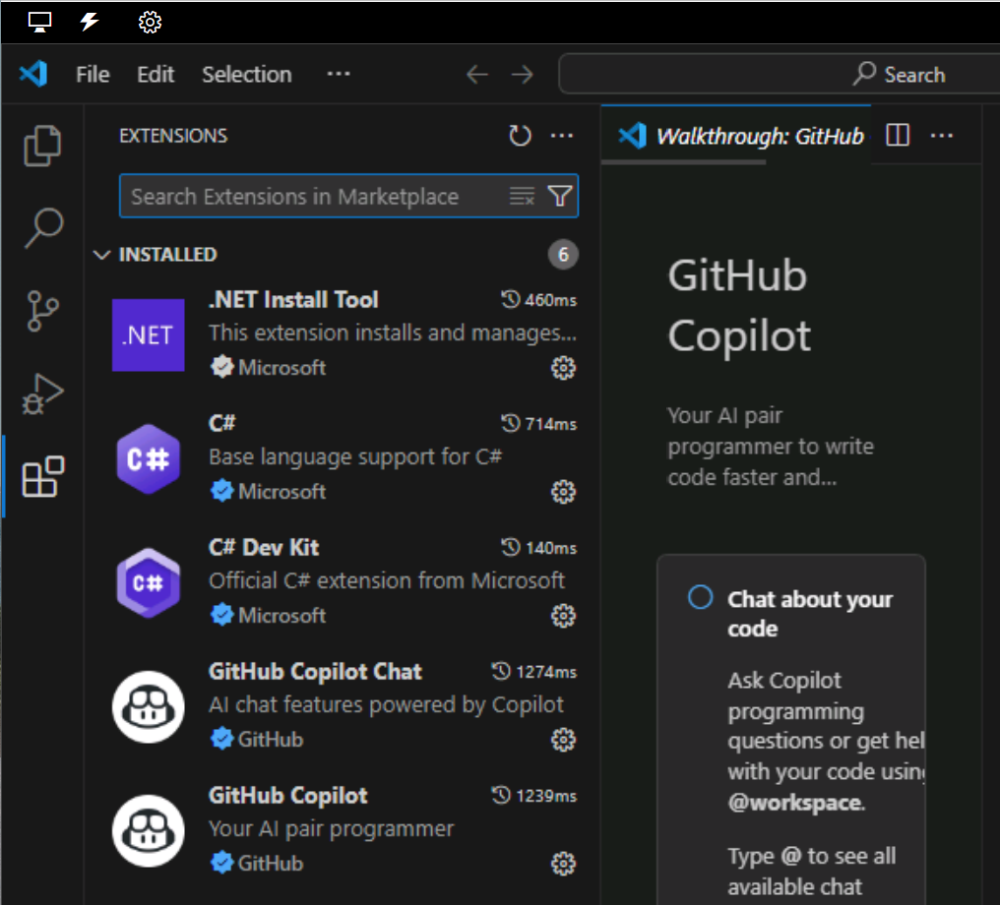 File Edit Selection ···
Search
EXTENSIONS
Search Extensions in Marketplace
INSTALLED 6
.NET
.NET Install Tool 460ms
This extension installs and manages...
Microsoft
C#
C# 714ms
Base language support for C#
Microsoft
C#
C# Dev Kit 140ms
Official C# extension from Microsoft
Microsoft
GitHub Copilot Chat 1274ms
AI chat features powered by Copilot
GitHub
GitHub Copilot 1239ms
Your AI pair programmer
GitHub
Walkthrough: GitHub
GitHub
Copilot
Your AI pair
programmer to write
code faster and...
Chat about your
code
Ask Copilot
programming
questions or get hel
with your code using
@workspace.
Type @ to see all
available chat